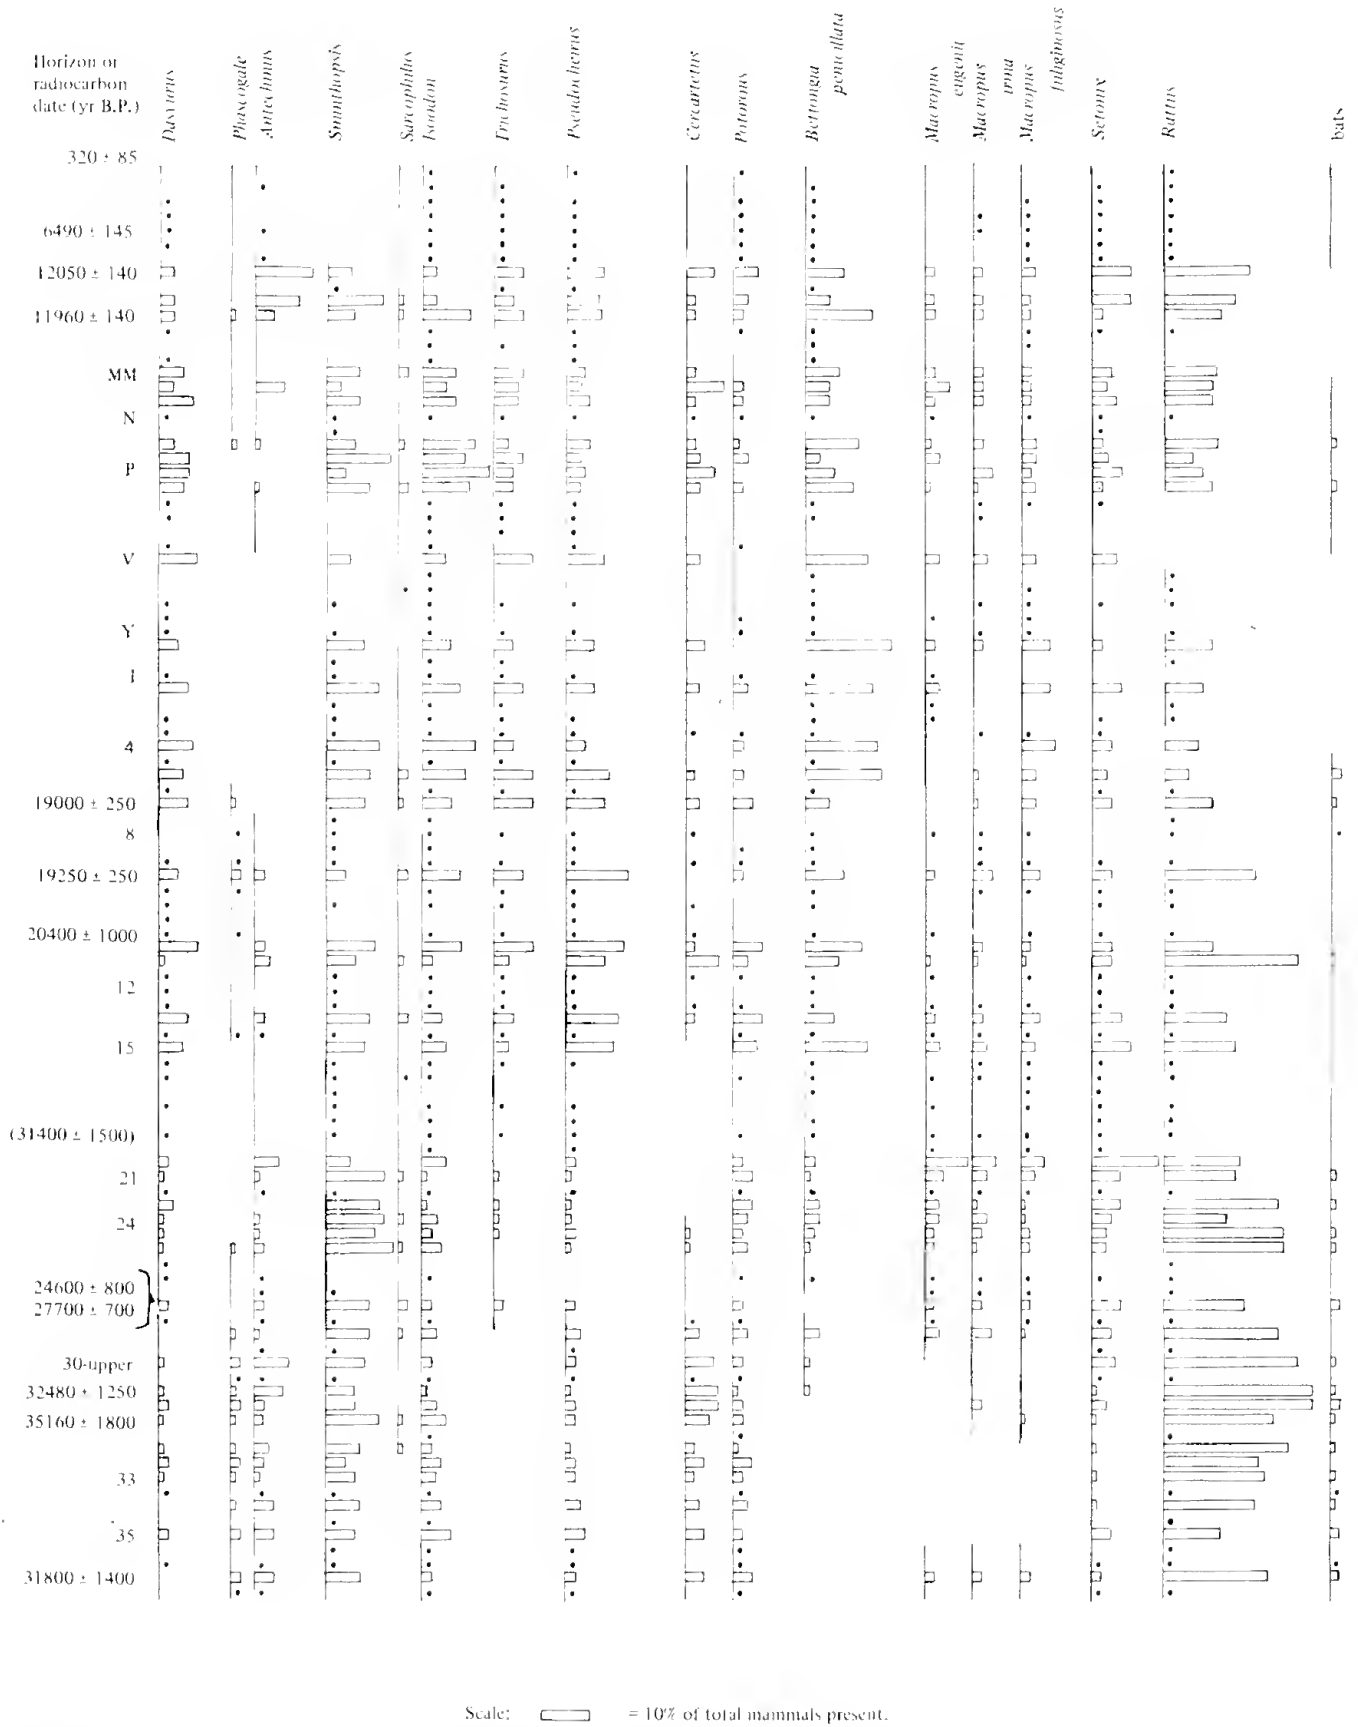 Horizon or
radiocarbon
date (yr B.P.)
Dasyurus
Phascogale
Antechinus
Sminthopsis
Sarcophilus
Isoodon
Trichosurus
Pseudocheirus
Cercartetus
Potorous
Bettongia
penicillata
Macropus
eugenii
Macropus
irma
Macropus
fuliginosus
Setonix
Rattus
bats
320 ± 85
6490 ± 145
12050 ± 140
11960 ± 140
MM
N
P
V
Y
1
4
19000 ± 250
8
19250 ± 250
20400 ± 1000
12
15
(31400 ± 1500)
21
24
24600 ± 800
27700 ± 700
30-upper
32480 ± 1250
35160 ± 1800
33
35
31800 ± 1400
Scale: = 10% of total mammals present.